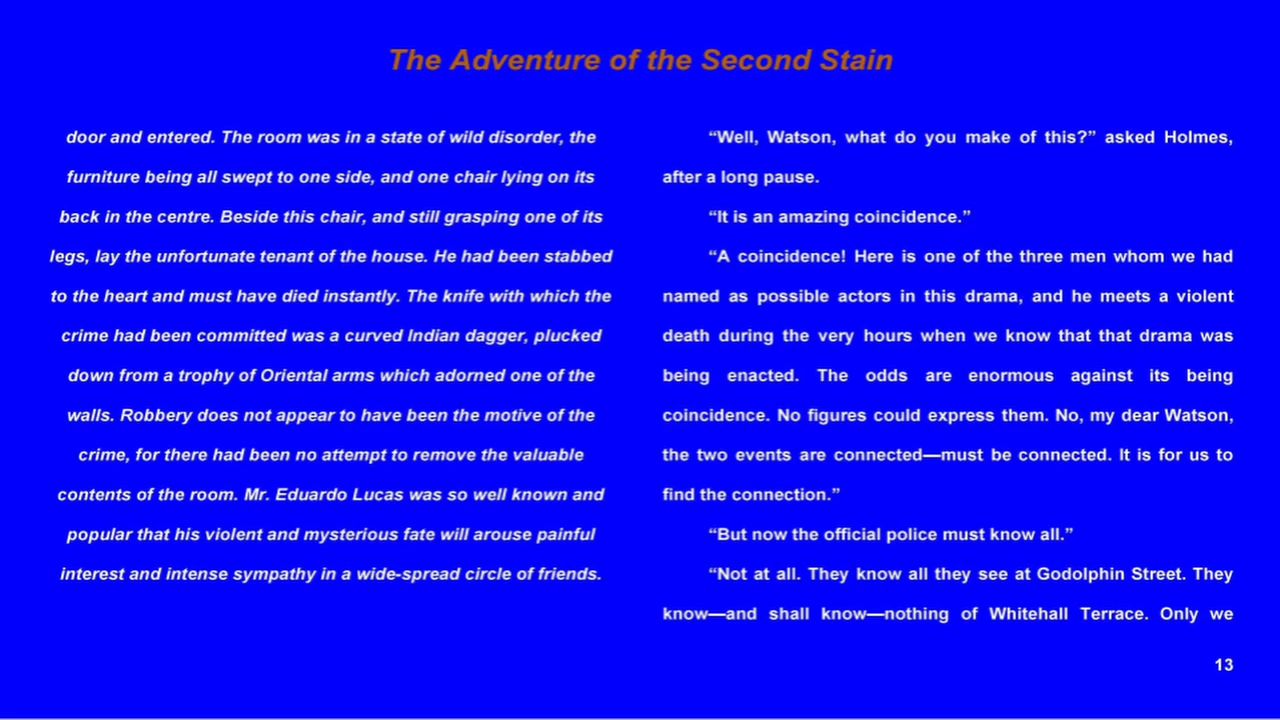 The Adventure of the Second Stain
door and entered. The room was in a state of wild disorder, the
furniture being all swept to one side, and one chair lying on its
back in the centre. Beside this chair, and still grasping one of its
legs, lay the unfortunate tenant of the house. He had been stabbed
to the heart and must have died instantly. The knife with which the
crime had been committed was a curved Indian dagger, plucked
down from a trophy of Oriental arms which adorned one of the
walls. Robbery does not appear to have been the motive of the
crime, for there had been no attempt to remove the valuable
contents of the room. Mr. Eduardo Lucas was so well known and
popular that his violent and mysterious fate will arouse painful
interest and intense sympathy in a wide-spread circle of friends.
“Well, Watson, what do you make of this?” asked Holmes,
after a long pause.
“It is an amazing coincidence.”
“A coincidence! Here is one of the three men whom we had
named as possible actors in this drama, and he meets a violent
death during the very hours when we know that that drama was
being enacted. The odds are enormous against its being
coincidence. No figures could express them. No, my dear Watson,
the two events are connected—must be connected. It is for us to
find the connection.”
“But now the official police must know all.”
“Not at all. They know all they see at Godolphin Street. They
know—and shall know—nothing of Whitehall Terrace. Only we
13